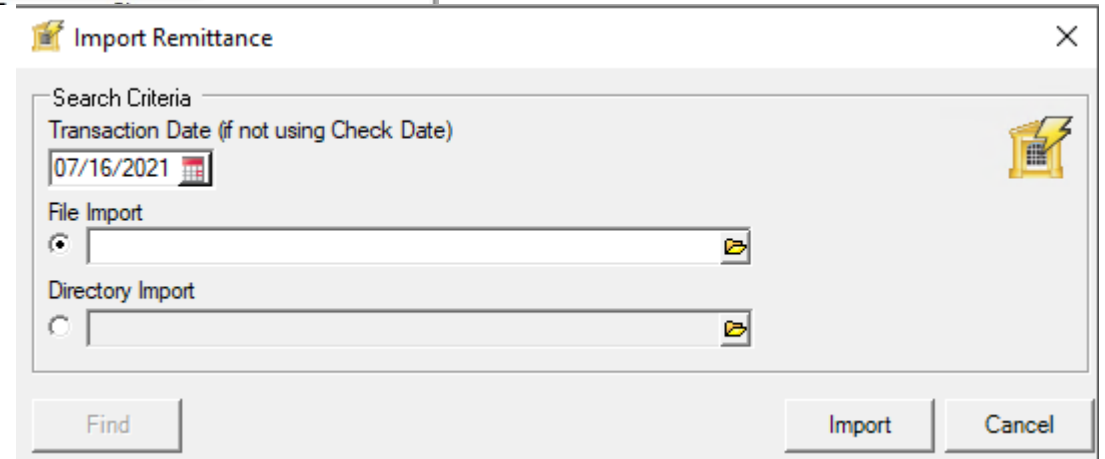 Import Remittance
Search Criteria
Transaction Date (if not using Check Date)
07/16/2021
File Import
Directory Import
Find
Import
Cancel